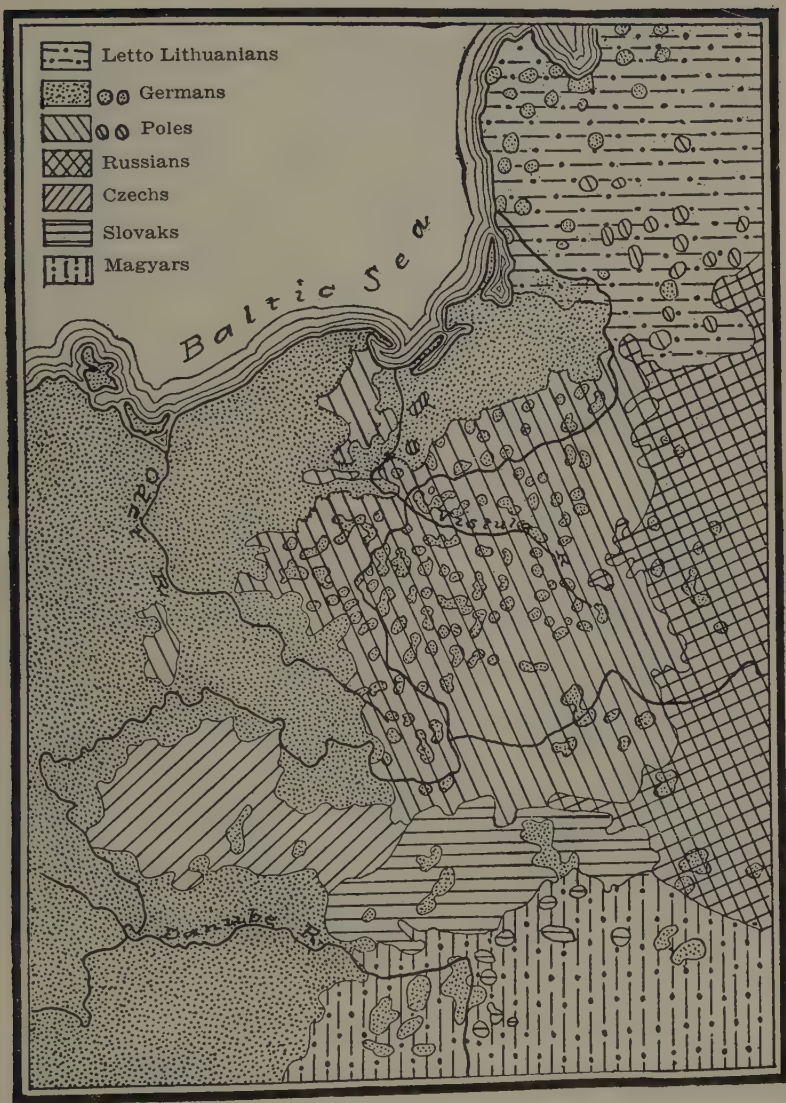 Letto Lithuanians
Germans
Poles
Russians
Czechs
Slovaks
Magyars
Baltic Sea
Oder
R
Vistula
R
Danube R.